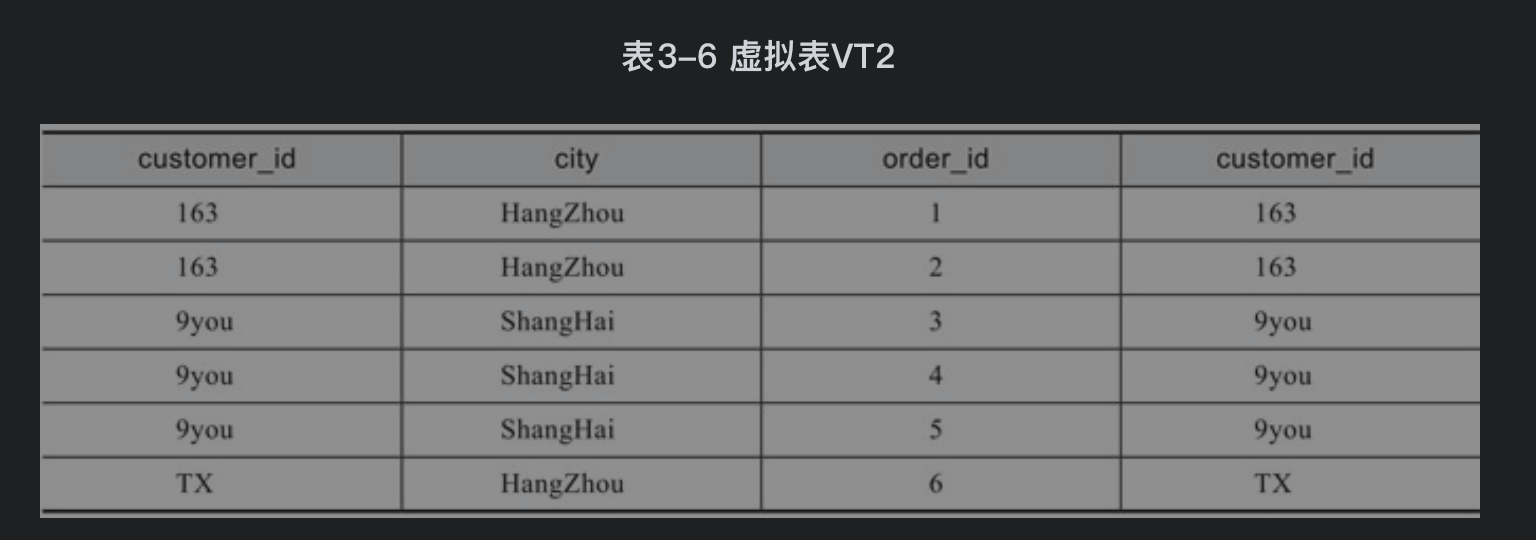 表3–6 虚拟表VT2
customer_id city order_id customer_id
163 HangZhou 1 163
163 HangZhou 2 163
9you ShangHai 3 9you
9you ShangHai 4 9you
9you ShangHai 5 9you
TX HangZhou 6 TX